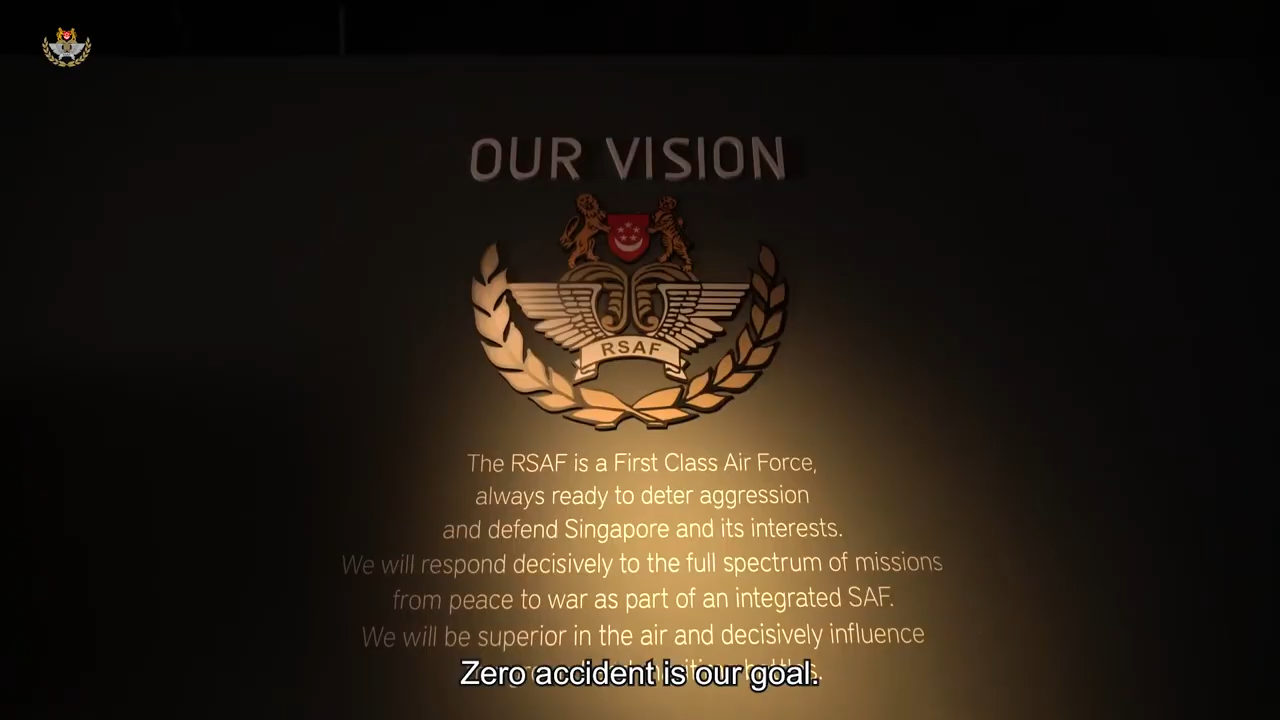 OUR VISION
RSAF
The RSAF is a First Class Air Force,
always ready to deter aggression
and defend Singapore and its interests.
We will respond decisively to the full spectrum of missions
from peace to war as part of an integrated SAF.
We will be superior in the air and decisively influence
Zero accident is our goal.